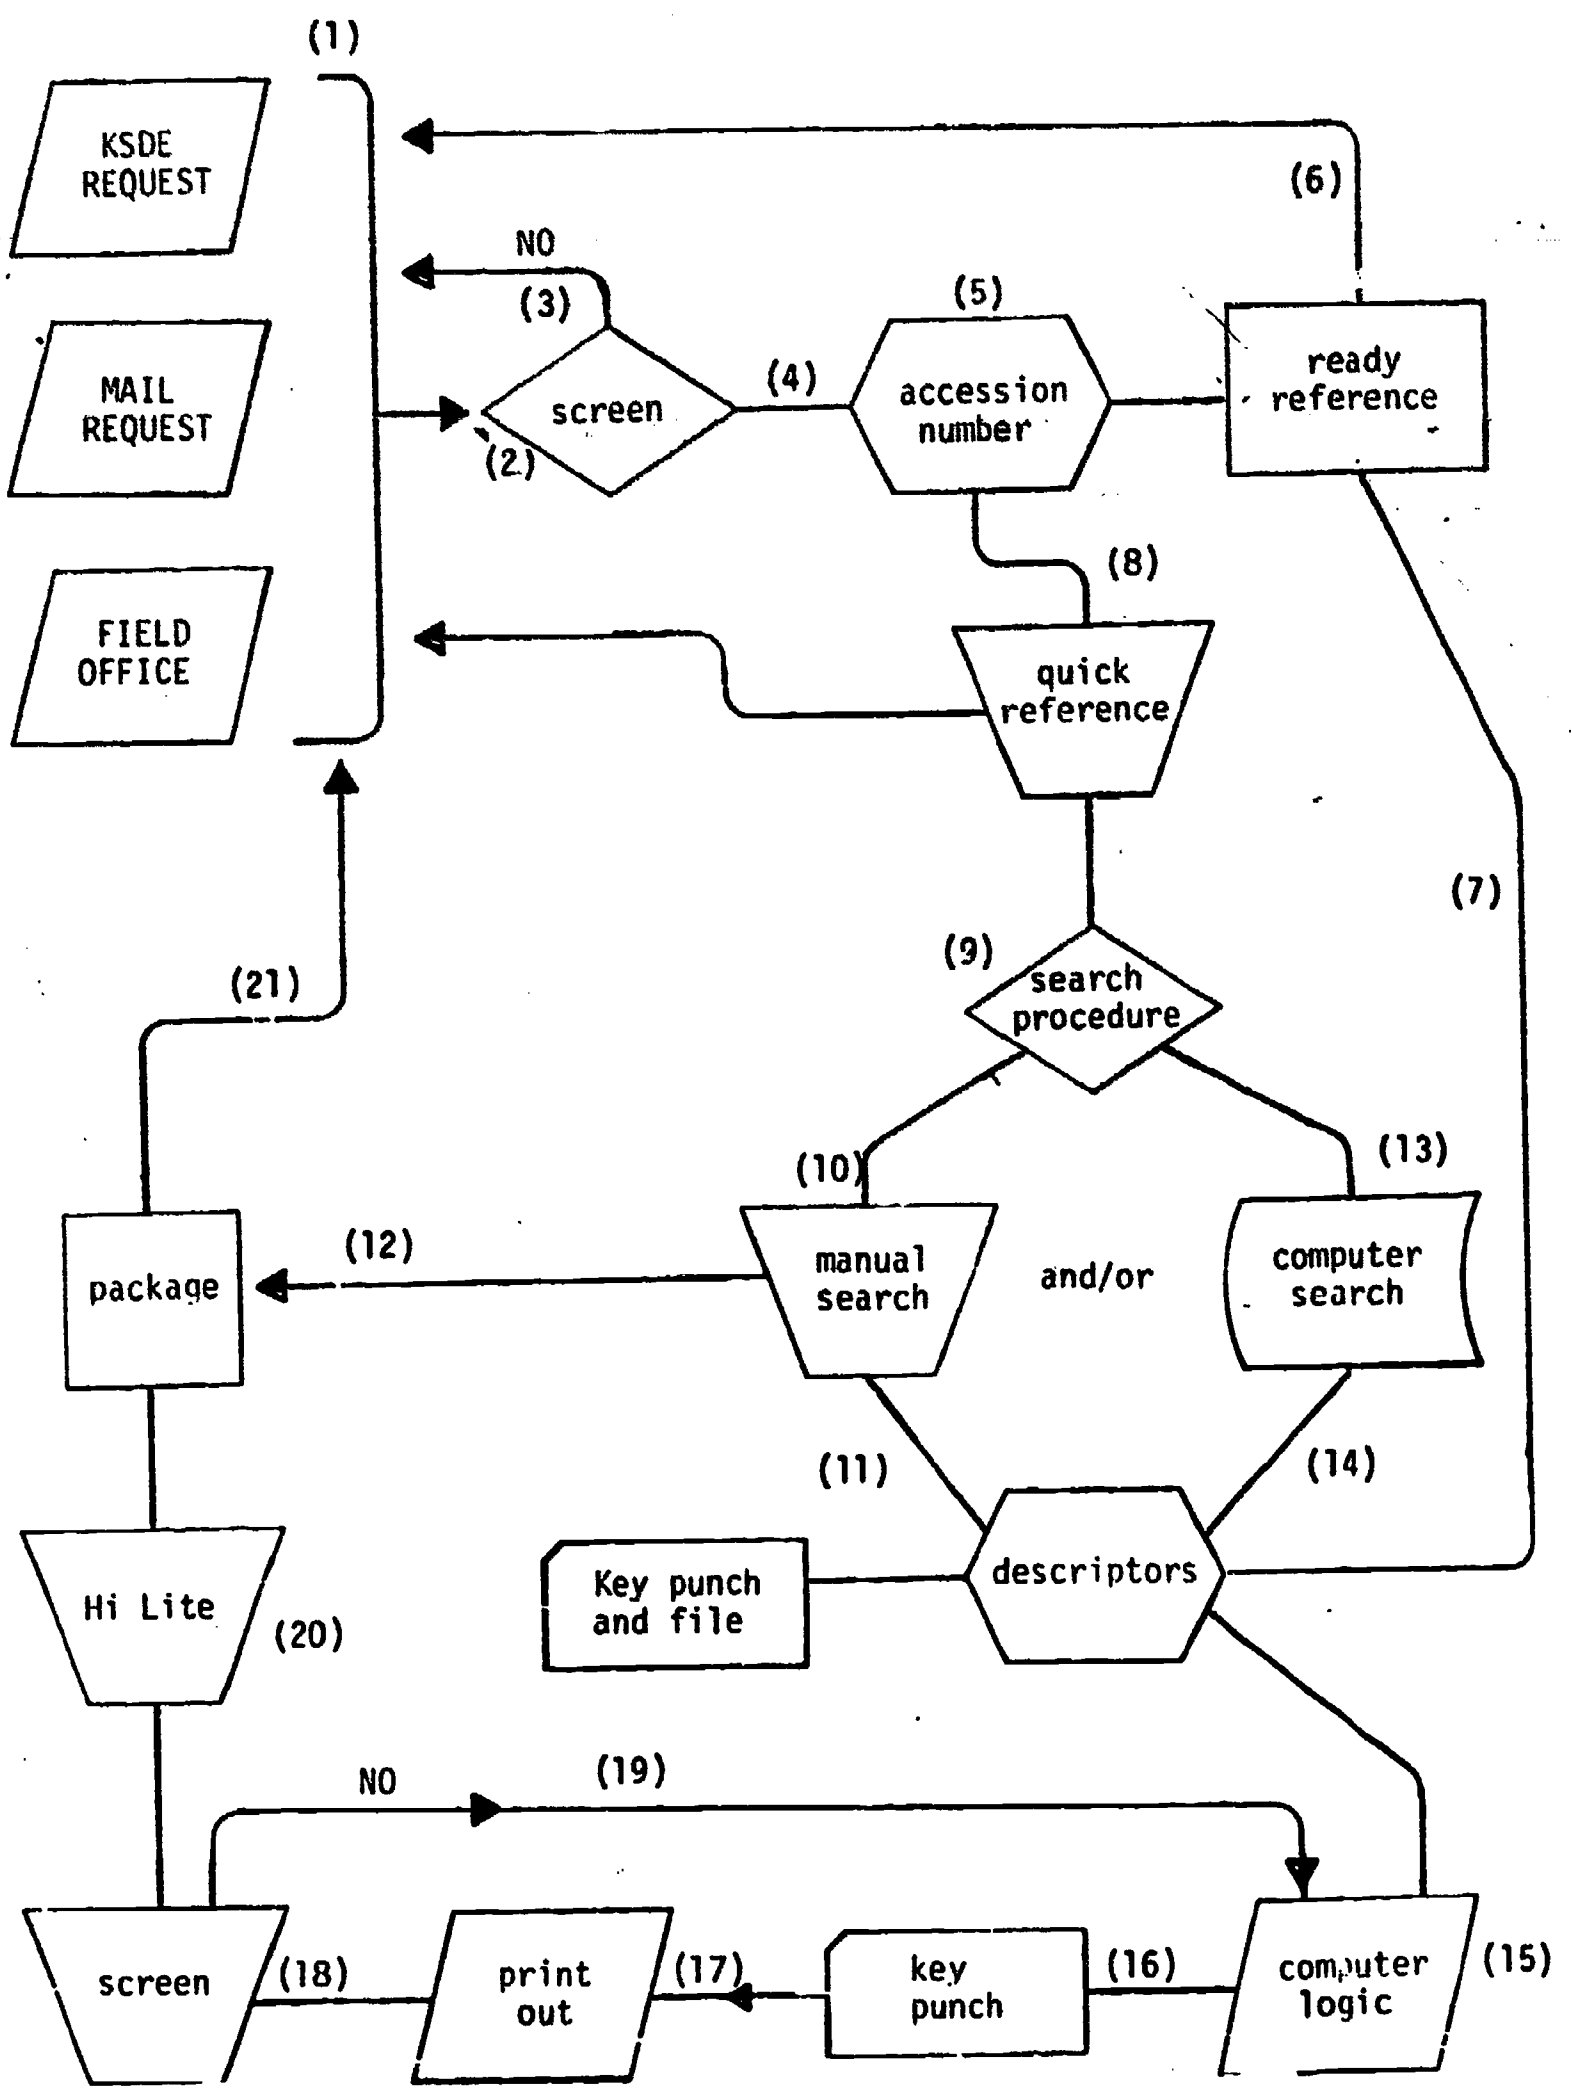 (1)
KSDE
REQUEST
(6)
NO
(3)
(5)
ready
reference
MAIL
REQUEST
(4)
accession
number
screen
(2)
(8)
FIELD
OFFICE
quick
reference
(7)
(9)
search
procedure
(21)
(10)
(13)
(12)
manual
search
and/or
computer
search
package
(11)
(14)
descriptors
Key punch
and file
Hi Lite
(20)
NO
(19)
screen
(18)
print
out
(17)
key
punch
(16)
computer
logic
(15)